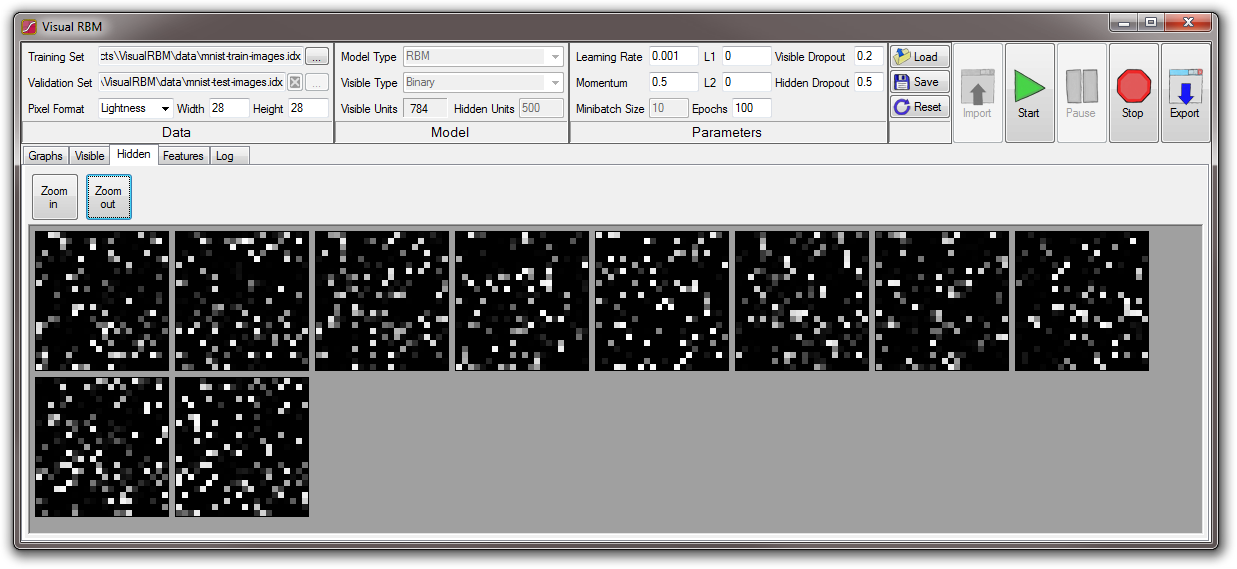 Visual RBM
Training Set cts\VisualRBM\data\mnist-train-images.idx ...
Model Type RBM
Learning Rate 0.001 L1 0 Visible Dropout 0.2
Load
Validation Set \VisualRBM\data\mnist-test-images.idx ...
Visible Type Binary
Momentum 0.5 L2 0 Hidden Dropout 0.5
Save
Pixel Format Lightness Width 28 Height 28
Visible Units 784 Hidden Units 500
Minibatch Size 10 Epochs 100
Reset
Import Start Pause Stop Export
Data Model Parameters
Graphs Visible Hidden Features Log
Zoom in
Zoom out